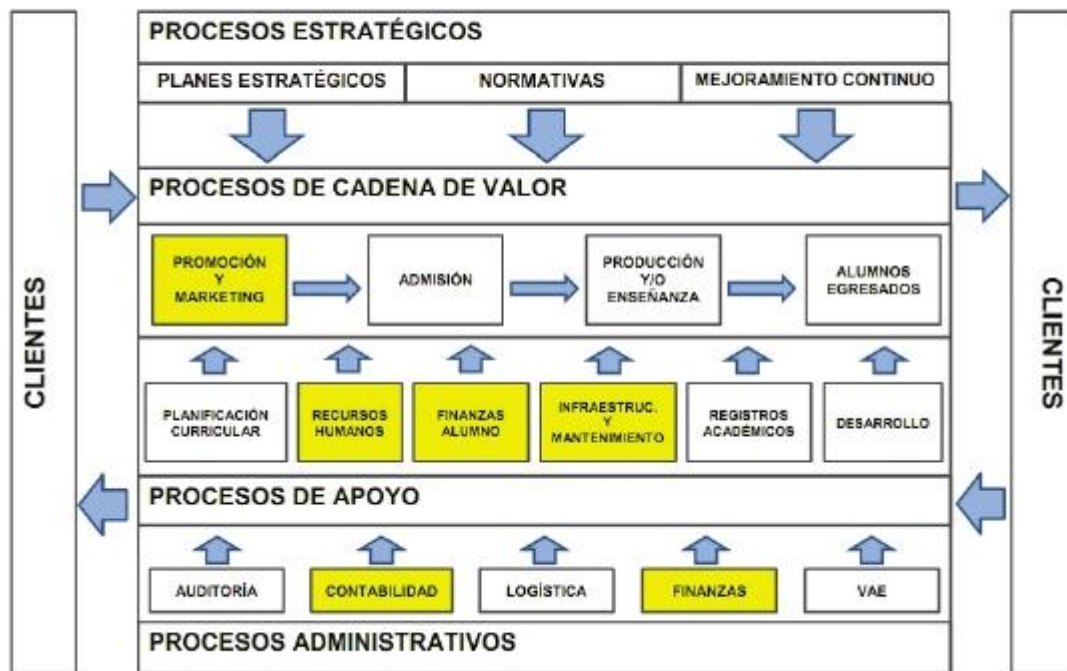 PROCESOS ESTRATÉGICOS
PLANES ESTRATÉGICOS
NORMATIVAS
MEJORAMIENTO CONTINUO
PROCESOS DE CADENA DE VALOR
PROMOCIÓN
Y
MARKETING
ADMISIÓN
PRODUCCIÓN
Y/O
ENSEÑANZA
ALUMNOS
EGRESADOS
CLIENTES
CLIENTES
PLANIFICACIÓN
CURRICULAR
RECURSOS
HUMANOS
FINANZAS
ALUMNO
INFRAESTRUC.
Y
MANTENIMIENTO
REGISTROS
ACADÉMICOS
DESARROLLO
PROCESOS DE APOYO
AUDITORÍA
CONTABILIDAD
LOGÍSTICA
FINANZAS
VAE
PROCESOS ADMINISTRATIVOS